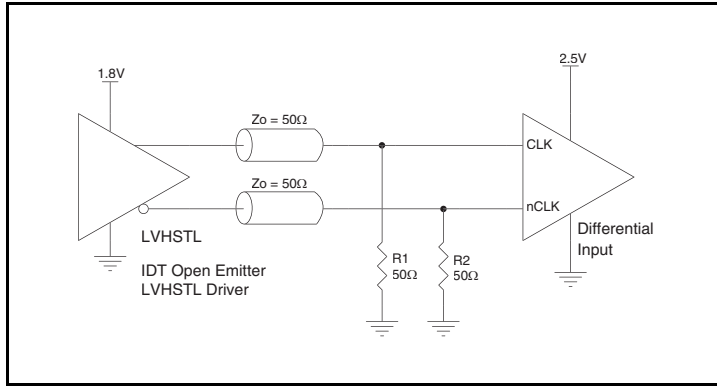 1.8V
2.5V
Zo = 50Ω
Zo = 50Ω
CLK
nCLK
LVHSTL
IDT Open Emitter
LVHSTL Driver
R1
50Ω
R2
50Ω
Differential
Input